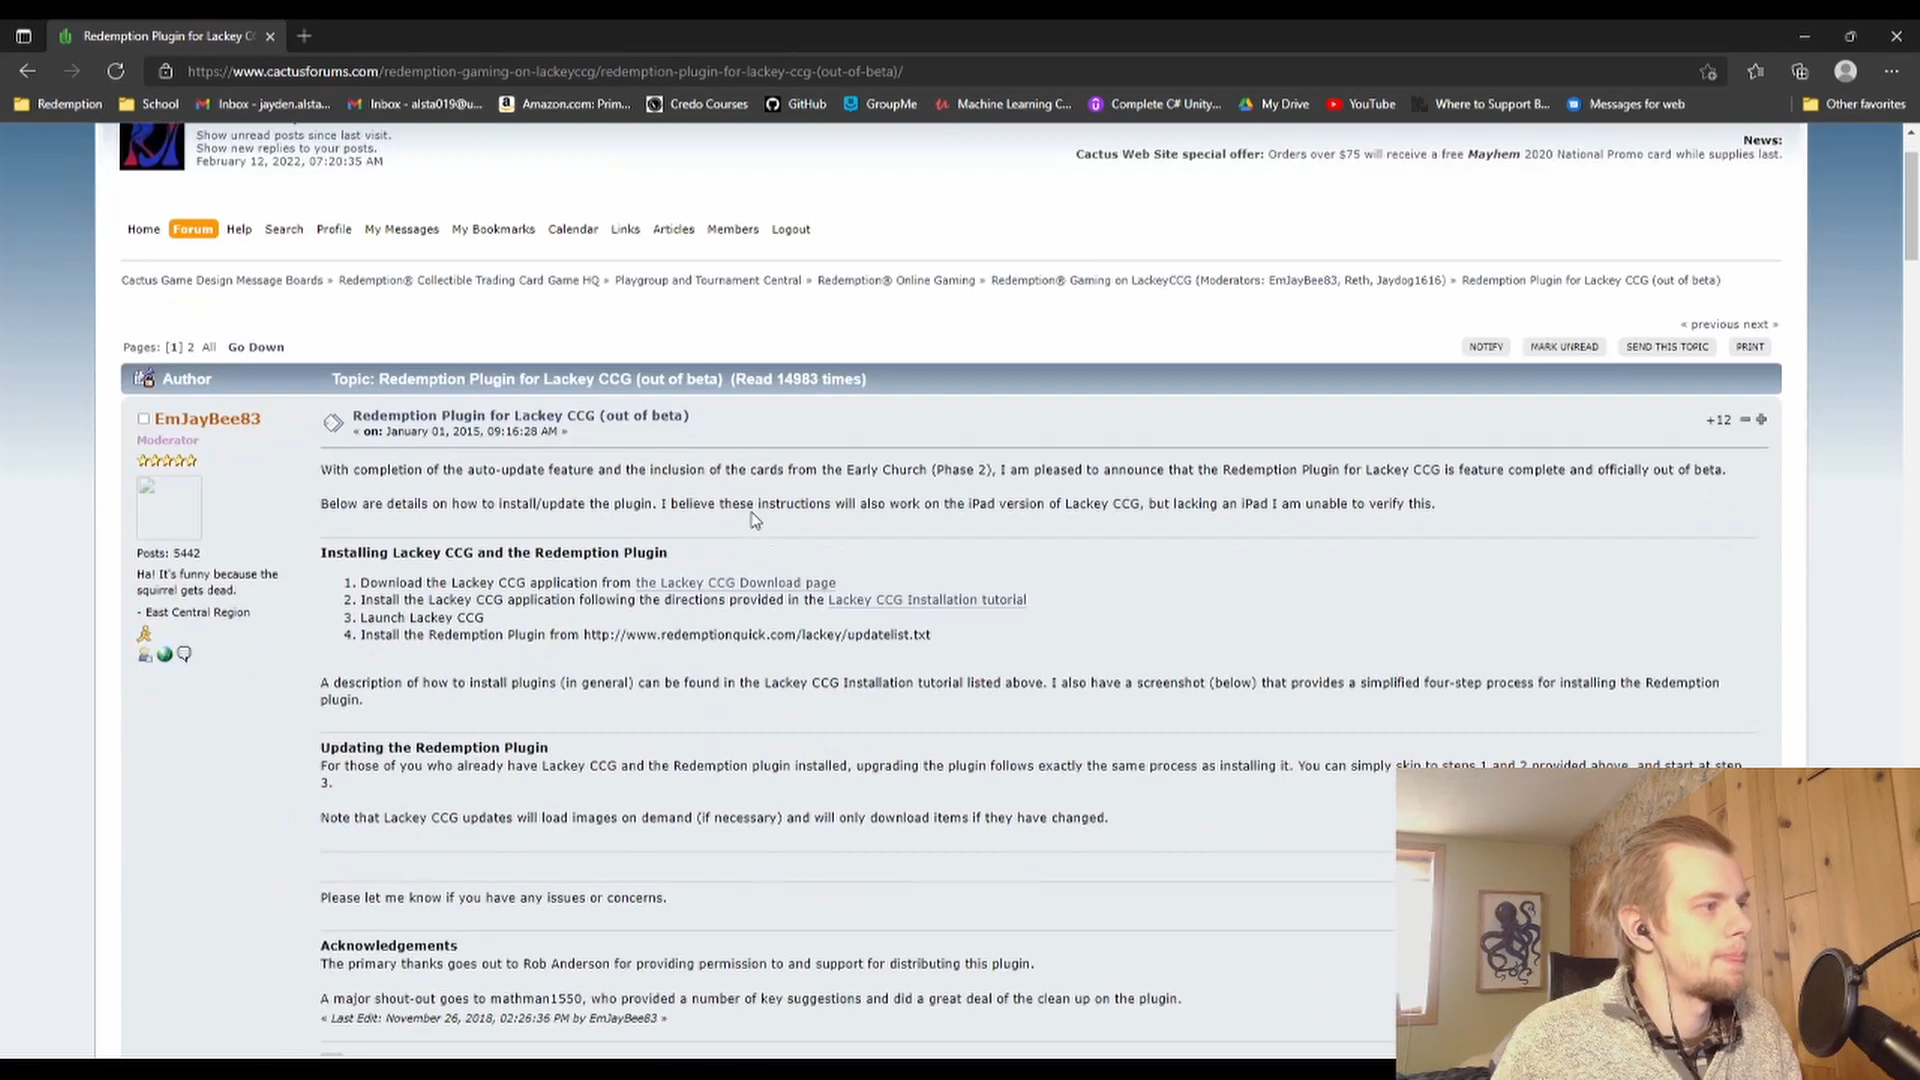 Redemption Plugin for Lackey C
https://www.cactusforums.com/redemption-gaming-on-lackeyccg/redemption-plugin-for-lackey-ccg-(out-of-beta)/
Redemption School Inbox - jayden.alsta... Inbox - alsta019@u... Amazon.com: Prim... Credo Courses GitHub GroupMe Machine Learning C... Complete C# Unity... My Drive YouTube Where to Support B... Messages for web Other favorites
Show unread posts since last visit.
Show new replies to your posts.
February 12, 2022, 07:20:35 AM
News:
Cactus Web Site special offer: Orders over $75 will receive a free Mayhem 2020 National Promo card while supplies last.
Home Forum Help Search Profile My Messages My Bookmarks Calendar Links Articles Members Logout
Cactus Game Design Message Boards » Redemption® Collectible Trading Card Game HQ » Playgroup and Tournament Central » Redemption® Online Gaming » Redemption® Gaming on LackeyCCG (Moderators: EmJayBee83, Reth, Jaydog1616) » Redemption Plugin for Lackey CCG (out of beta)
« previous next »
Pages: [1] 2 All Go Down
NOTIFY MARK UNREAD SEND THIS TOPIC PRINT
Author Topic: Redemption Plugin for Lackey CCG (out of beta) (Read 14983 times)
EmJayBee83
Moderator
Posts: 5442
Ha! It's funny because the
squirrel gets dead.
- East Central Region
Redemption Plugin for Lackey CCG (out of beta)
« on: January 01, 2015, 09:16:28 AM »
+12
With completion of the auto-update feature and the inclusion of the cards from the Early Church (Phase 2), I am pleased to announce that the Redemption Plugin for Lackey CCG is feature complete and officially out of beta.
Below are details on how to install/update the plugin. I believe these instructions will also work on the iPad version of Lackey CCG, but lacking an iPad I am unable to verify this.
Installing Lackey CCG and the Redemption Plugin
1. Download the Lackey CCG application from the Lackey CCG Download page
2. Install the Lackey CCG application following the directions provided in the Lackey CCG Installation tutorial
3. Launch Lackey CCG
4. Install the Redemption Plugin from http://www.redemptionquick.com/lackey/updatelist.txt
A description of how to install plugins (in general) can be found in the Lackey CCG Installation tutorial listed above. I also have a screenshot (below) that provides a simplified four-step process for installing the Redemption
plugin.
Updating the Redemption Plugin
For those of you who already have Lackey CCG and the Redemption plugin installed, upgrading the plugin follows exactly the same process as installing it. You can simply skip to steps 1 and 2 provided above, and start at step
3.
Note that Lackey CCG updates will load images on demand (if necessary) and will only download items if they have changed.
Please let me know if you have any issues or concerns.
Acknowledgements
The primary thanks goes out to Rob Anderson for providing permission to and support for distributing this plugin.
A major shout-out goes to mathman1550, who provided a number of key suggestions and did a great deal of the clean up on the plugin.
« Last Edit: November 26, 2018, 02:26:36 PM by EmJayBee83 »